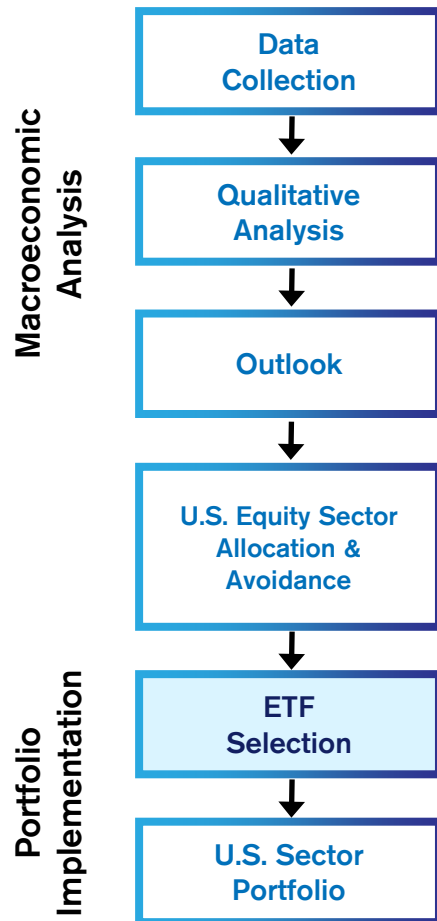 Macroeconomic
Analysis
Data
Collection
Qualitative
Analysis
Outlook
U.S. Equity Sector
Allocation &
Avoidance
Portfolio
Implementation
ETF
Selection
U.S. Sector
Portfolio